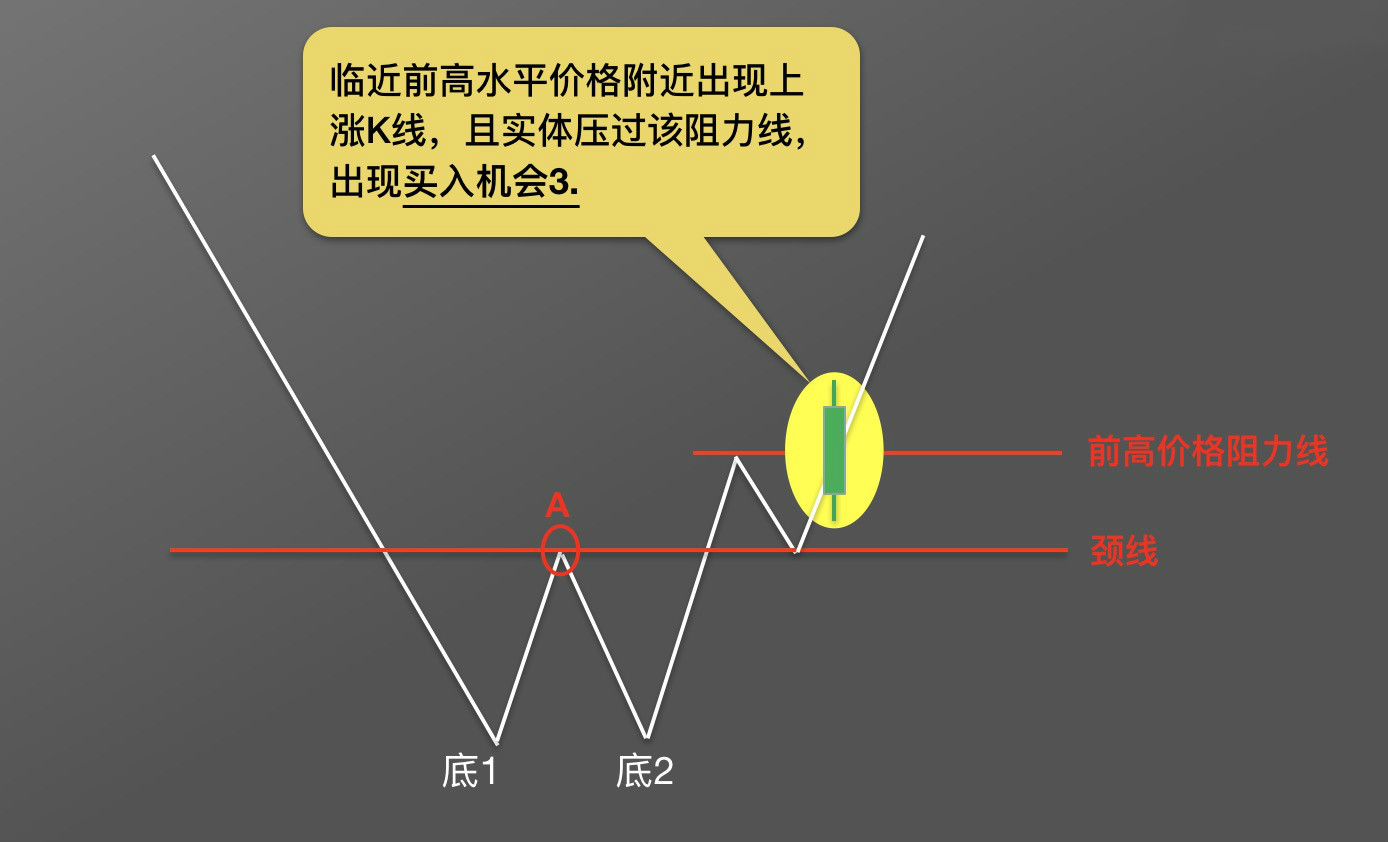 临近前高水平价格附近出现上
涨K线，且实体压过该阻力线，
出现买入机会3.
前高价格阻力线
A
颈线
底1
底2